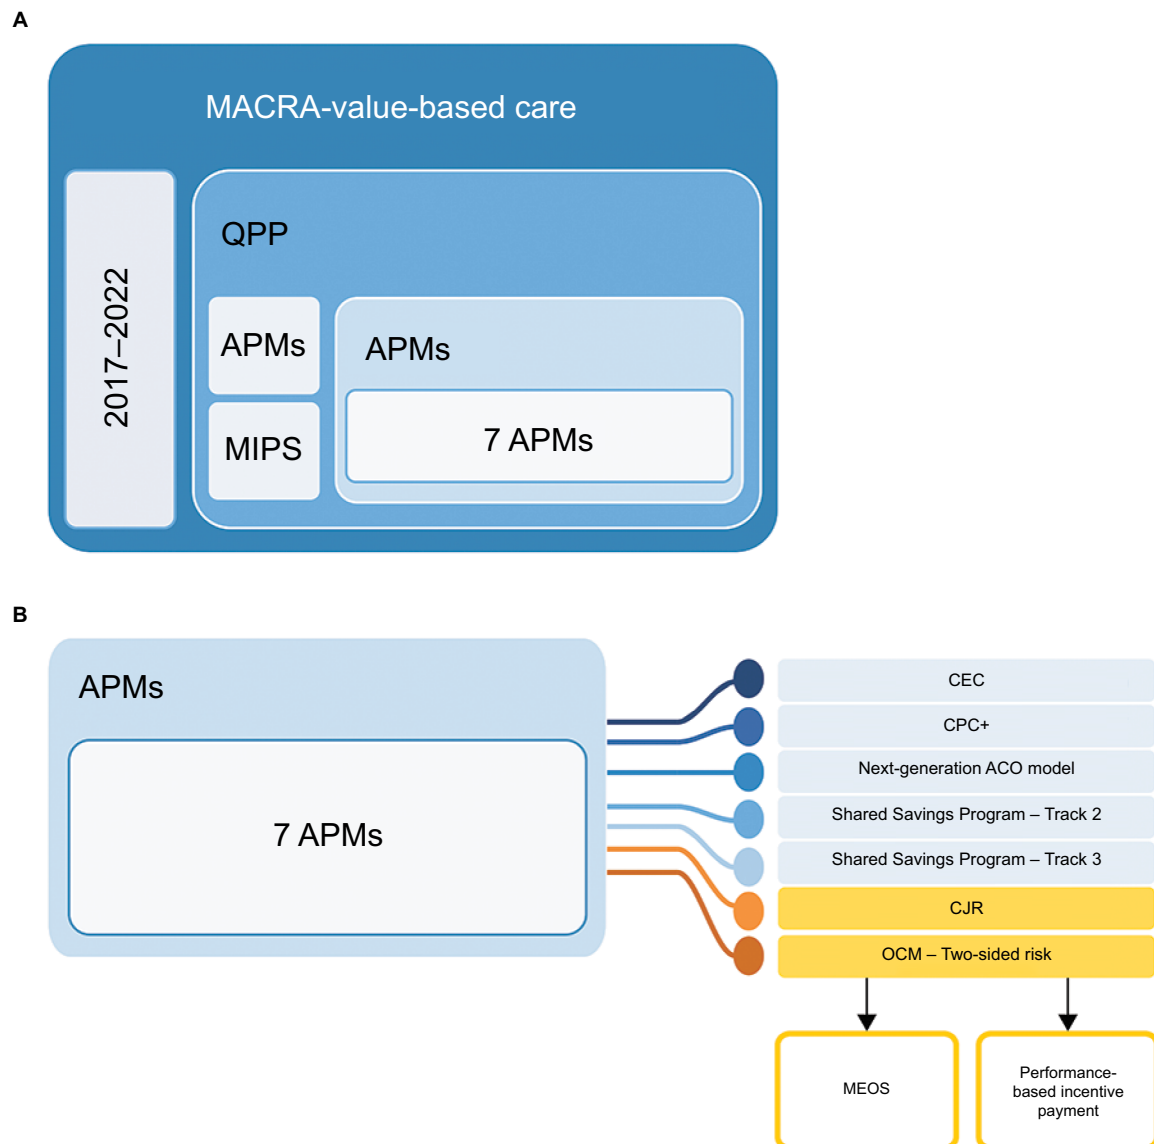 A
MACRA-value-based care
2017–2022
QPP
APMs
MIPS
APMs
7 APMs
B
APMs
7 APMs
CEC
CPC+
Next-generation ACO model
Shared Savings Program – Track 2
Shared Savings Program – Track 3
CJR
OCM – Two-sided risk
MEOS
Performance-
based incentive
payment